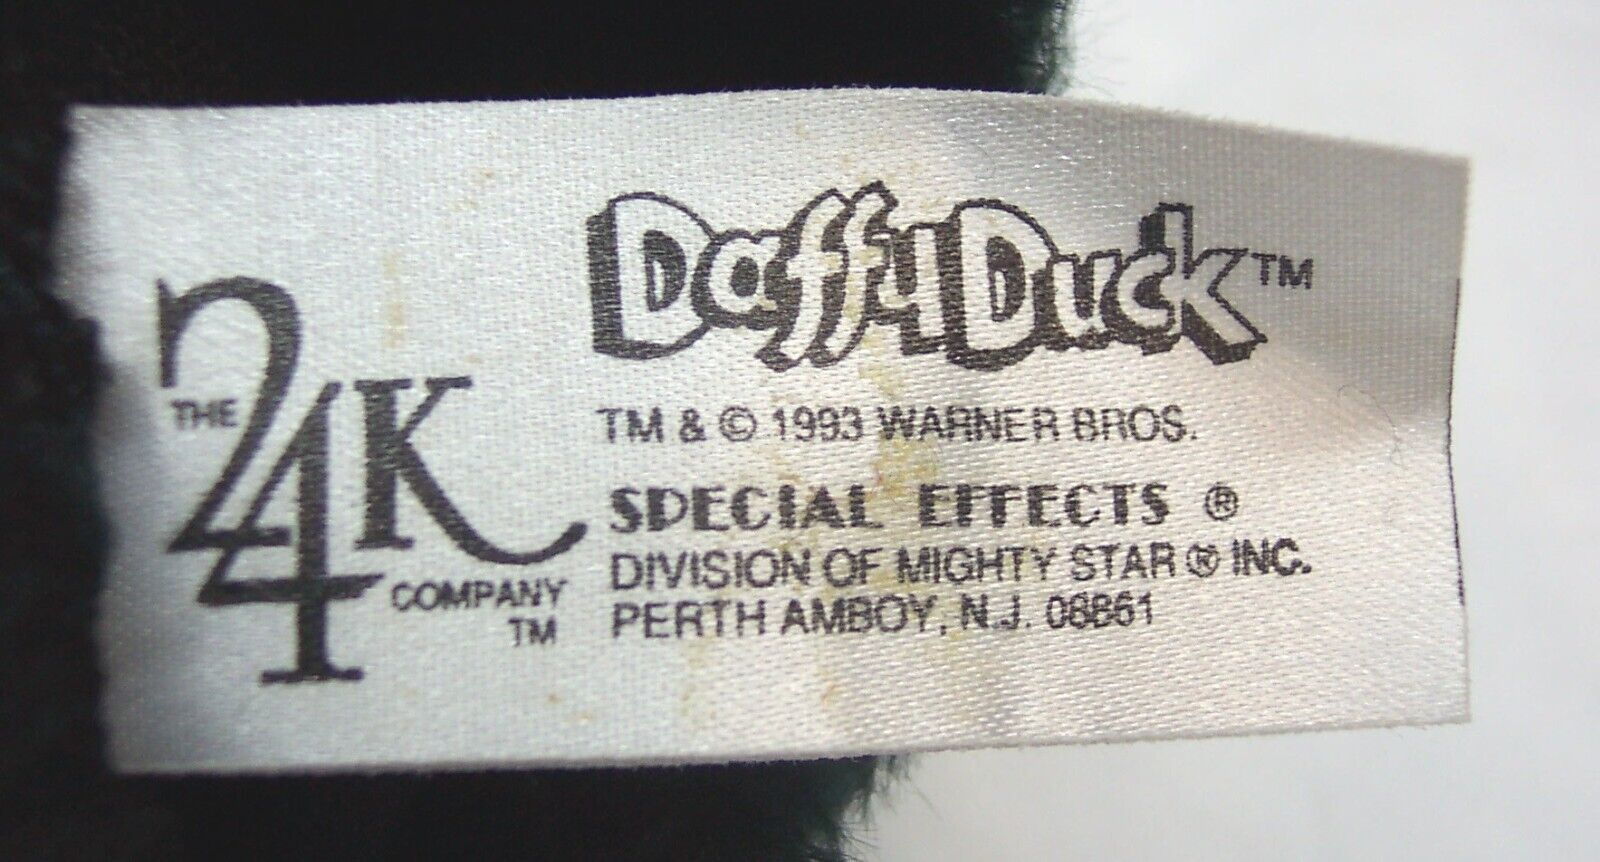 THE 24K COMPANY TM
Daffy Duck™
TM & © 1993 WARNER BROS.
SPECIAL EFFECTS ®
DIVISION OF MIGHTY STAR ® INC.
PERTH AMBOY, N.J. 08861